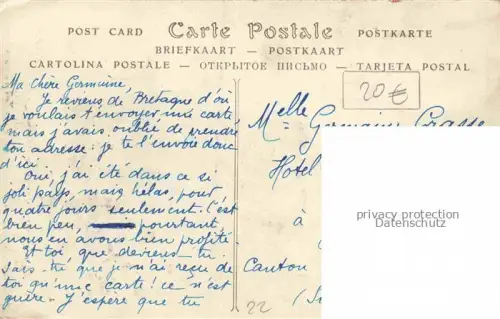 POST CARD Carte Postale POSTKARTE
BRIEFKAART — POSTKAART
CARTOLINA POSTALE — ОТКРЫТОЕ ПИСЬМО — TARJETA POSTAL
20€
Ma chère Germaine,
Je reviens de Bretagne d'où
je voulais t'envoyer une carte
mais j'avais oublié de prendre
ton adresse : je te l'envoie donc
d'ici.
Oui, j'ai été dans ce si
joli pays, mais hélas, pour
quatre jours seulement. C'est
bien peu, pourtant
nous en avons bien profité.
Et toi que deviens-tu
Sais-tu que je n'ai reçu de
toi qu'une carte ! ce n'est
guère. J'espère que tu
Melle Germaine
Hotel
à
Canton
22
privacy protection
www.oldthing.de